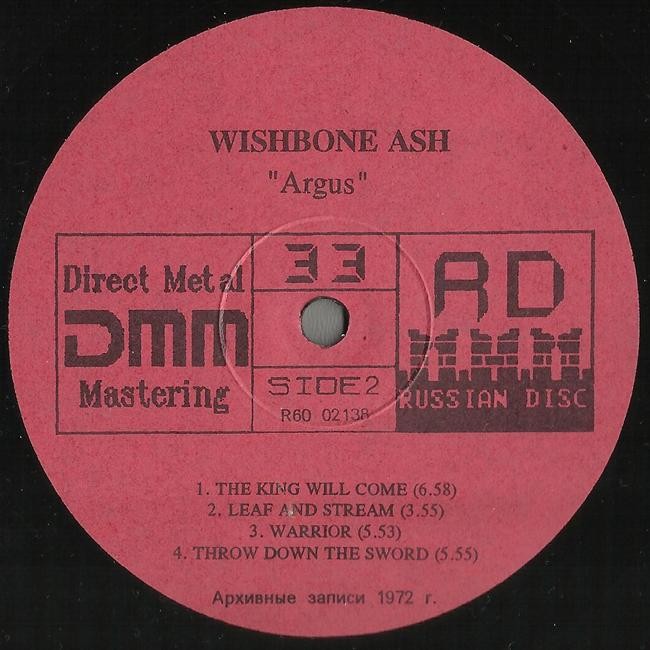 WISHBONE ASH
"Argus"
Direct Metal
DMM
Mastering
33
SIDE 2
R60 02138
RD
RUSSIAN DISC
1. THE KING WILL COME (6.58)
2. LEAF AND STREAM (3.55)
3. WARRIOR (5.53)
4. THROW DOWN THE SWORD (5.55)
Архивные записи 1972 г.